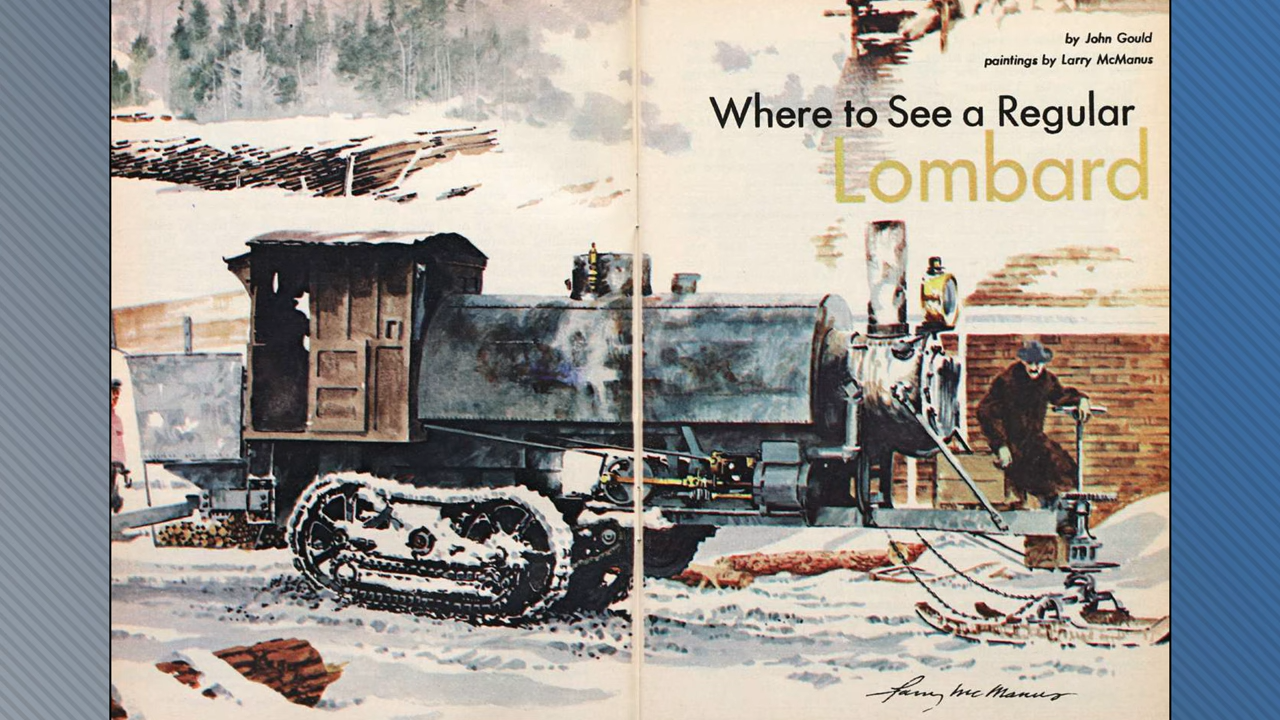 by John Gould
paintings by Larry McManus
Where to See a Regular
Lombard
Larry McManus